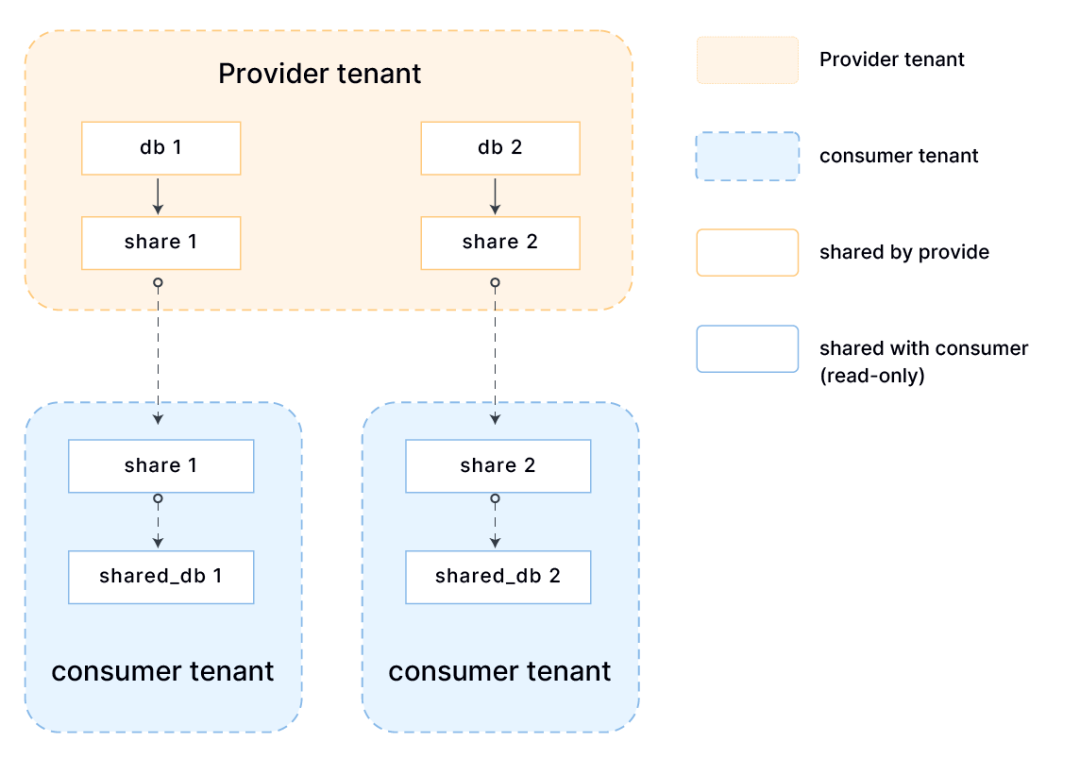 Provider tenant
db 1
db 2
share 1
share 2
share 1
share 2
shared_db 1
shared_db 2
consumer tenant
consumer tenant
Provider tenant
consumer tenant
shared by provide
shared with consumer
(read-only)